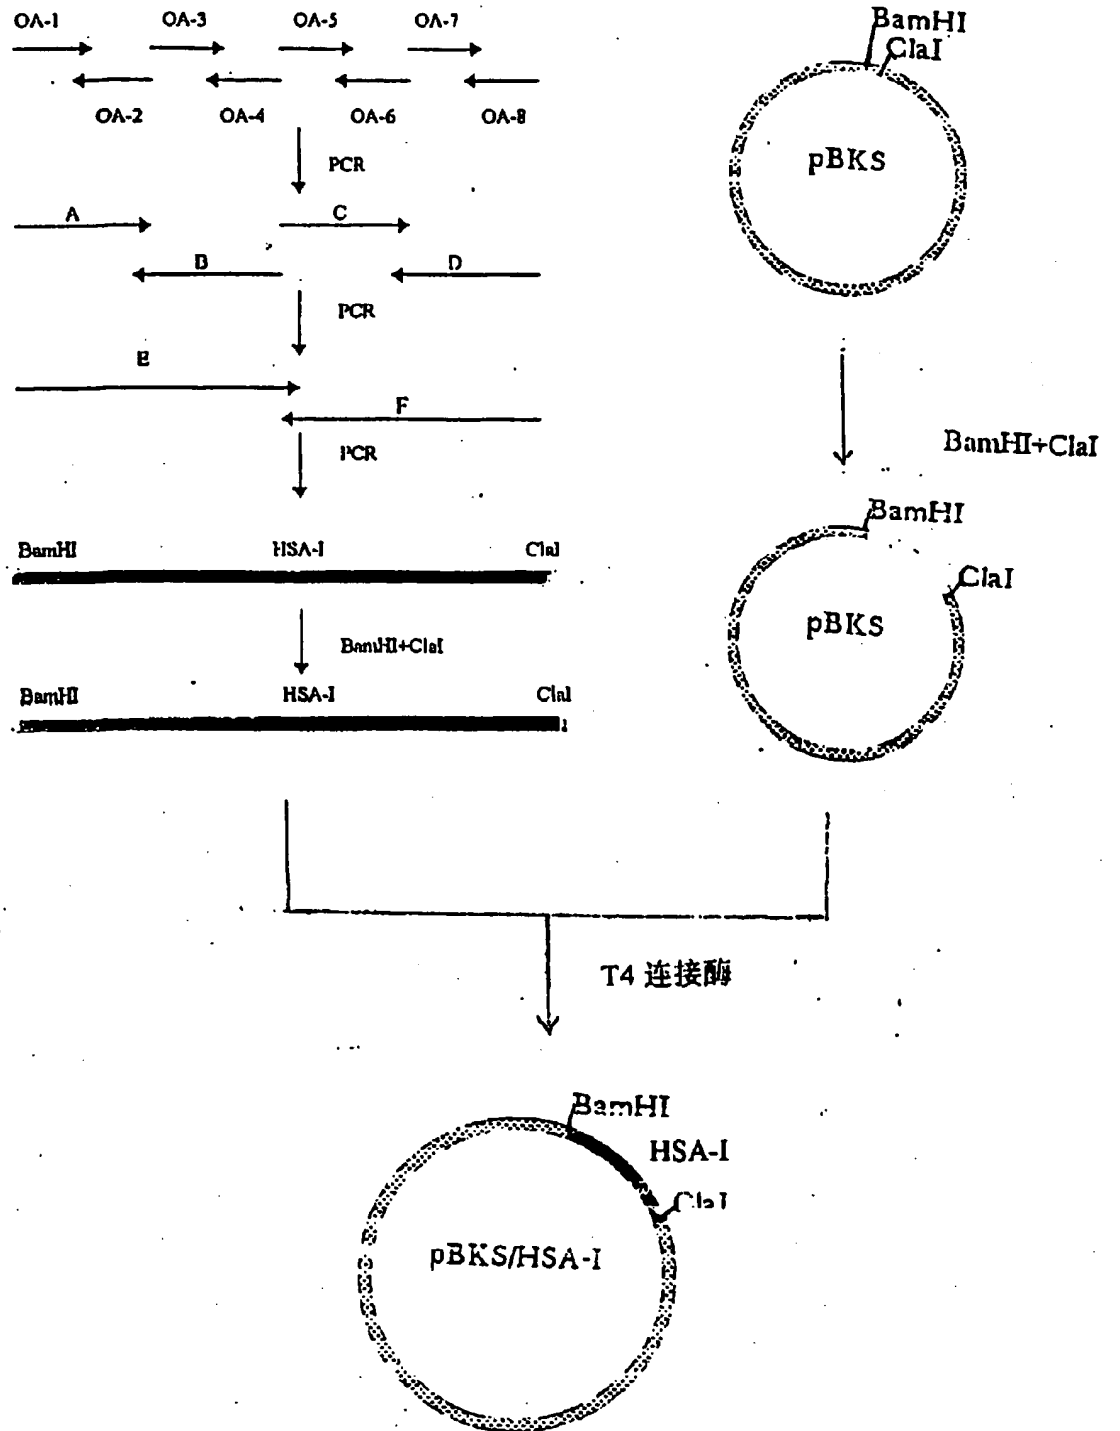 OA-1 OA-3 OA-5 OA-7
OA-2 OA-4 OA-6 OA-8
PCR
A C
B D
PCR
E
F
PCR
BamHI HSA-I ClaI
BamHI+ClaI
BamHI HSA-I ClaI
BamHI
ClaI
pBKS
BamHI+ClaI
BamHI
ClaI
pBKS
T4 连接酶
BamHI
HSA-I
ClaI
pBKS/HSA-I